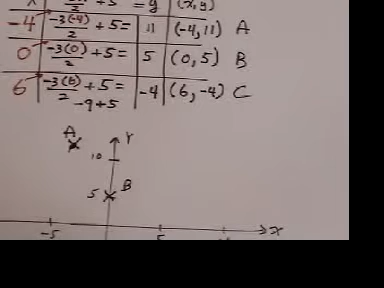 x -3x/2 + 5 = y (x, y)
-4 -3(-4)/2 + 5 = 11 (-4, 11) A
0 -3(0)/2 + 5 = 5 (0, 5) B
6 -3(6)/2 + 5 = -4 (6, -4) C
-9+5
A Y
10
5 B
-5 5 x